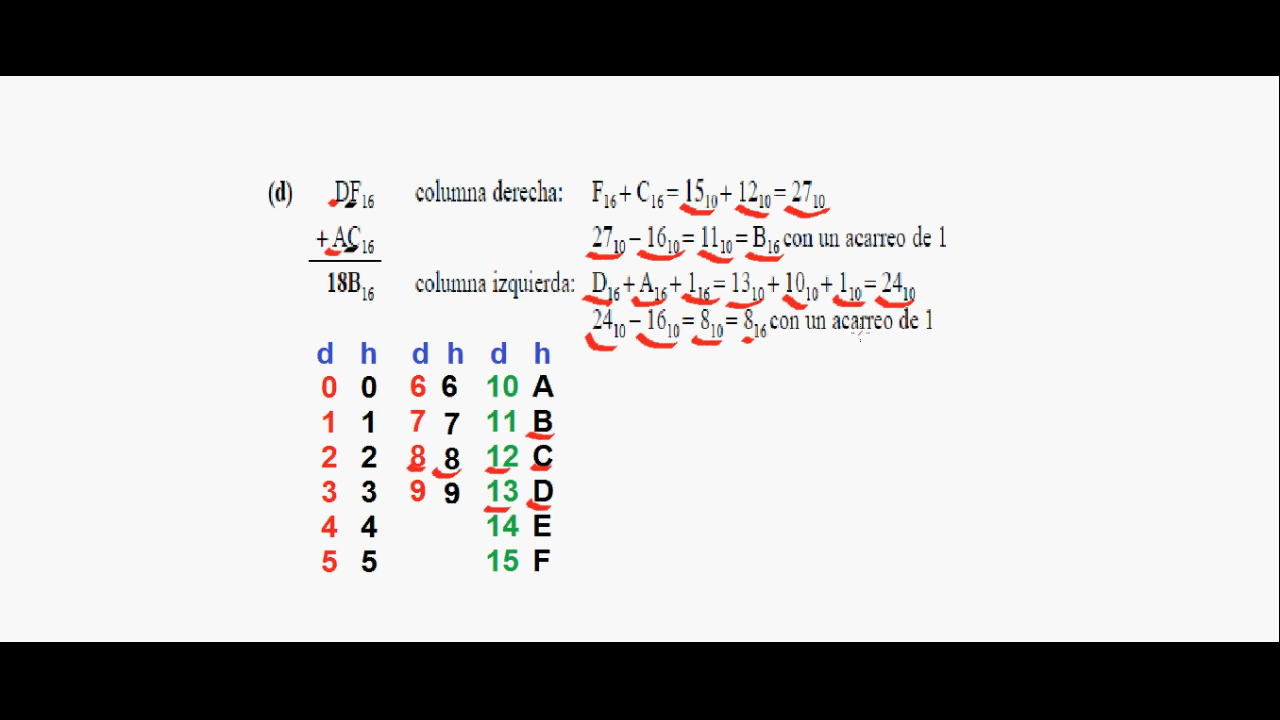 (d) DF₁₆ columna derecha: F₁₆ + C₁₆ = 15₁₀ + 12₁₀ = 27₁₀
+ AC₁₆ 27₁₀ − 16₁₀ = 11₁₀ = B₁₆ con un acarreo de 1
18B₁₆ columna izquierda: D₁₆ + A₁₆ + 1₁₆ = 13₁₀ + 10₁₀ + 1₁₀ = 24₁₀
24₁₀ − 16₁₀ = 8₁₀ = 8₁₆ con un acarreo de 1
d h d h d h
0 0 6 6 10 A
1 1 7 7 11 B
2 2 8 8 12 C
3 3 9 9 13 D
4 4 14 E
5 5 15 F